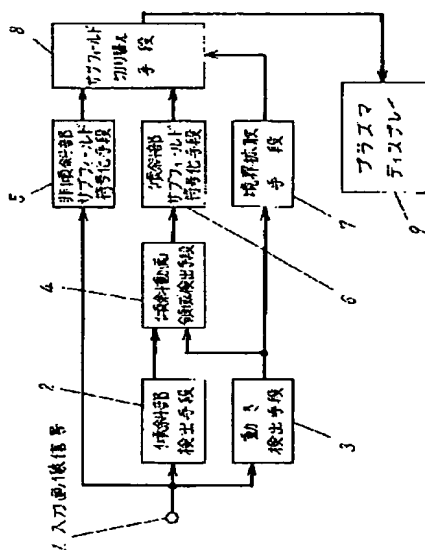 1
入力画像信号
2
傾斜部
検出手段
3
動き
検出手段
4
傾斜動画
領域検出手段
5
非傾斜部
サブフィールド
符号化手段
6
傾斜部
サブフィールド
符号化手段
7
境界拡散
手段
8
サブフィールド
切り替え
手段
9
プラズマ
ディスプレー